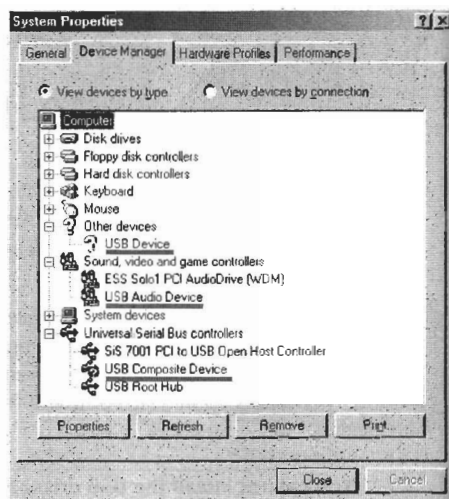 System Properties
General Device Manager Hardware Profiles Performance
View devices by type View devices by connection
Computer
Disk drives
Floppy disk controllers
Hard disk controllers
Keyboard
Mouse
Other devices
USB Device
Sound, video and game controllers
ESS Solo1 PCI AudioDrive (WDM)
USB Audio Device
System devices
Universal Serial Bus controllers
SiS 7001 PCI to USB Open Host Controller
USB Composite Device
USB Root Hub
Properties Refresh Remove Print...
Close Cancel